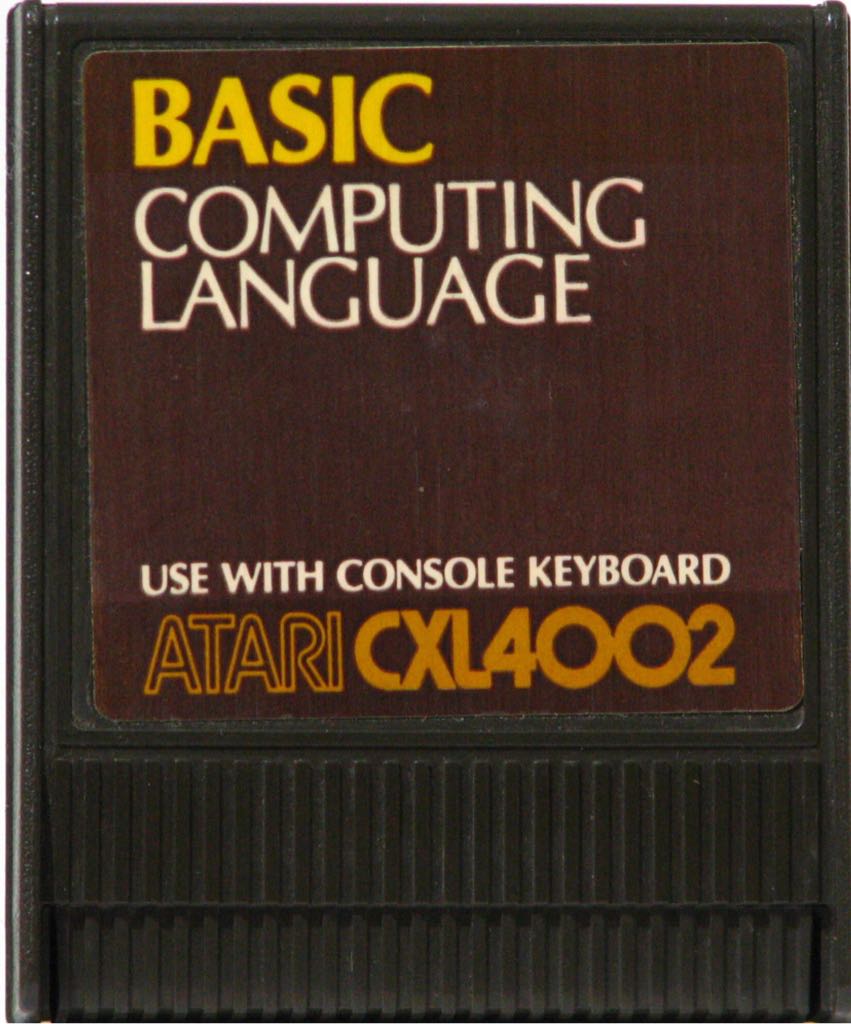 BASIC
COMPUTING
LANGUAGE
USE WITH CONSOLE KEYBOARD
ATARI CXL4002